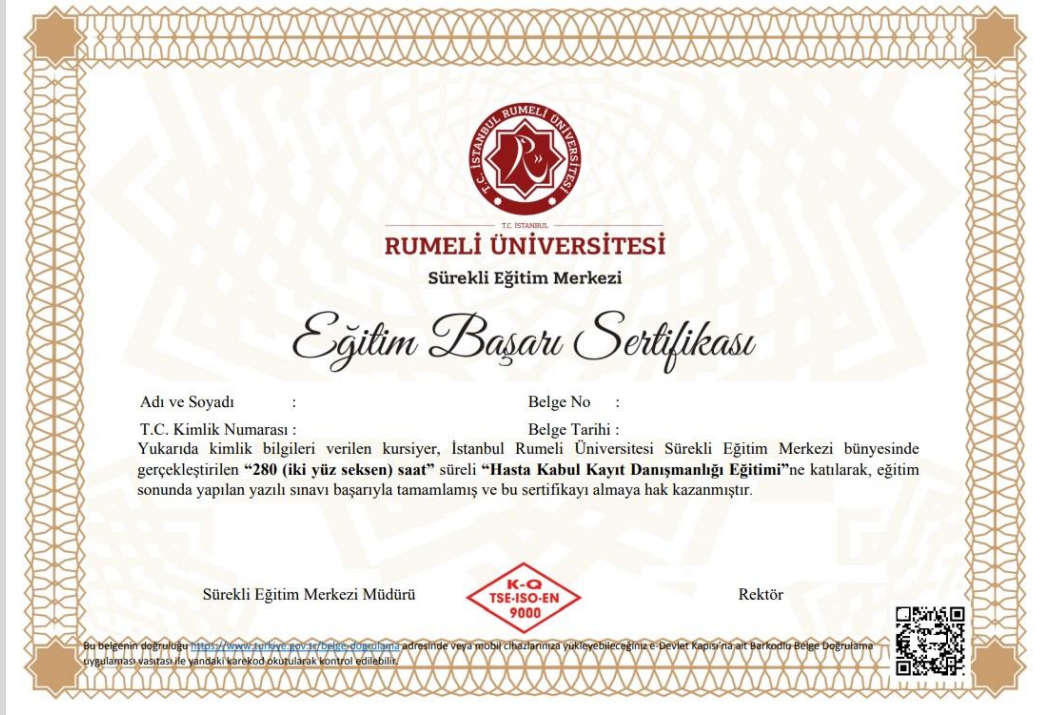 T.C. İSTANBUL RUMELİ ÜNİVERSİTESİ
T.C. İSTANBUL
RUMELİ ÜNİVERSİTESİ
Sürekli Eğitim Merkezi
Eğitim Başarı Sertifikası
Adı ve Soyadı : Belge No :
T.C. Kimlik Numarası : Belge Tarihi :
Yukarıda kimlik bilgileri verilen kursiyer, İstanbul Rumeli Üniversitesi Sürekli Eğitim Merkezi bünyesinde
gerçekleştirilen “280 (iki yüz seksen) saat” süreli “Hasta Kabul Kayıt Danışmanlığı Eğitimi”ne katılarak, eğitim
sonunda yapılan yazılı sınavı başarıyla tamamlamış ve bu sertifikayı almaya hak kazanmıştır.
Sürekli Eğitim Merkezi Müdürü
K-Q
TSE-ISO-EN
9000
Rektör
Bu belgenin doğruluğu https://www.turkiye.gov.tr/belge-dogrulama adresinde veya mobil cihazlarınıza yükleyebileceğiniz e-Devlet Kapısı'na ait Barkodlu Belge Doğrulama
uygulaması vasıtası ile yandaki karekod okutularak kontrol edilebilir.